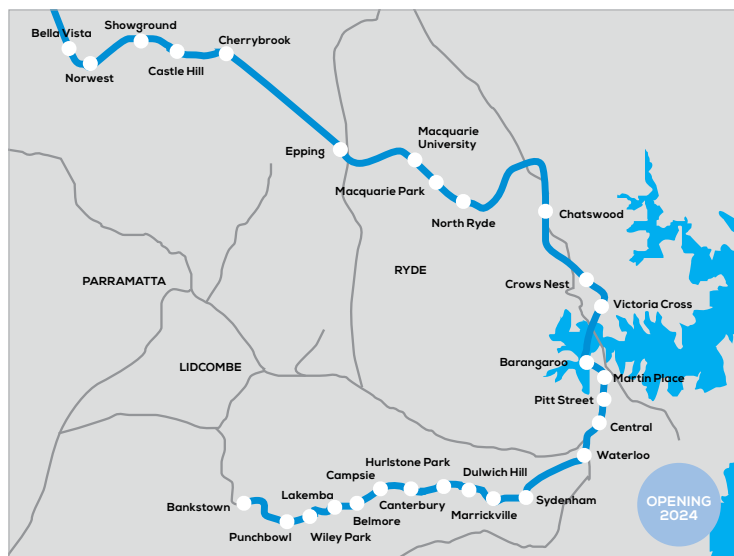 Bella Vista
Showground
Cherrybrook
Norwest
Castle Hill
Epping
Macquarie
University
Macquarie Park
North Ryde
Chatswood
RYDE
PARRAMATTA
Crows Nest
Victoria Cross
LIDCOMBE
Barangaroo
Martin Place
Pitt Street
Central
Waterloo
Hurlstone Park
Dulwich Hill
Campsie
Lakemba
Canterbury
Sydenham
Bankstown
Marrickville
Belmore
Punchbowl
Wiley Park
OPENING
2024